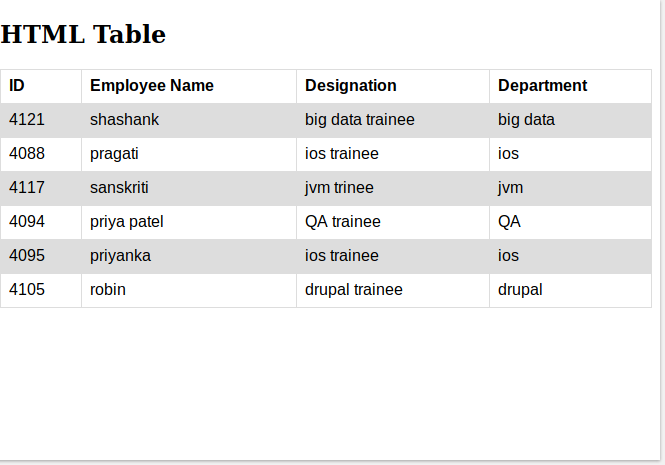 HTML Table
ID Employee Name Designation Department
4121 shashank big data trainee big data
4088 pragati ios trainee ios
4117 sanskriti jvm trinee jvm
4094 priya patel QA trainee QA
4095 priyanka ios trainee ios
4105 robin drupal trainee drupal